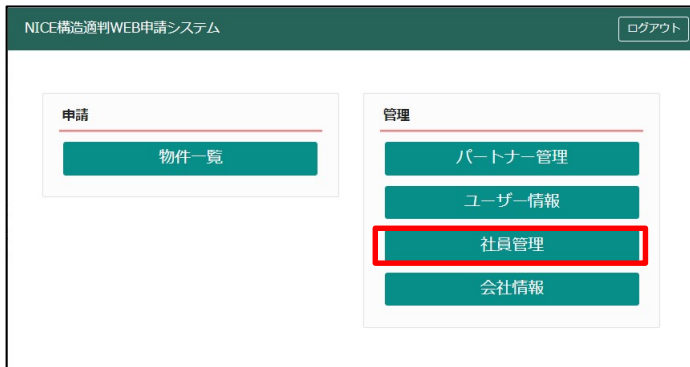 NICE構造適判WEB申請システム
ログアウト
申請
物件一覧
管理
パートナー管理
ユーザー情報
社員管理
会社情報